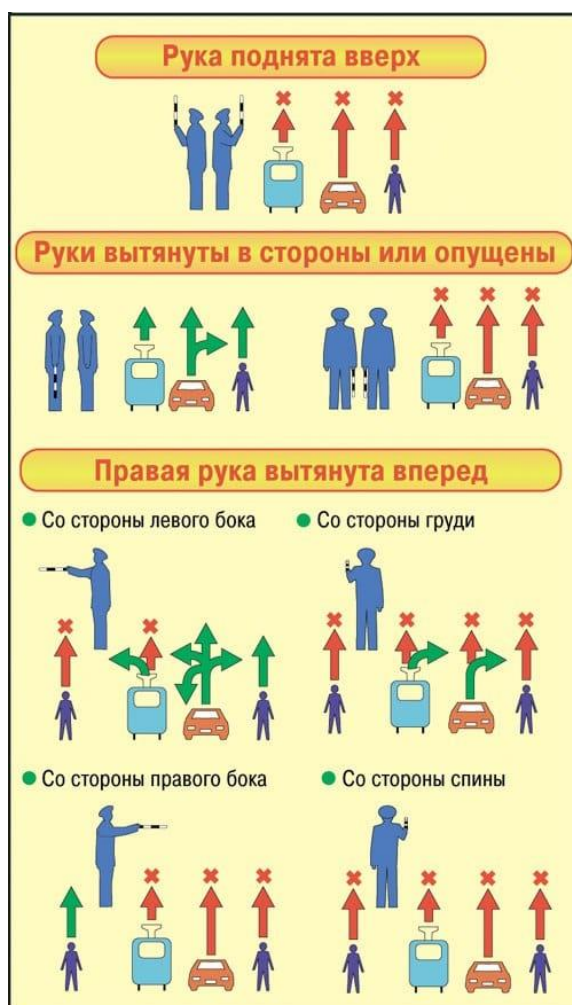 Рука поднята вверх
Руки вытянуты в стороны или опущены
Правая рука вытянута вперед
Со стороны левого бока
Со стороны груди
Со стороны правого бока
Со стороны спины